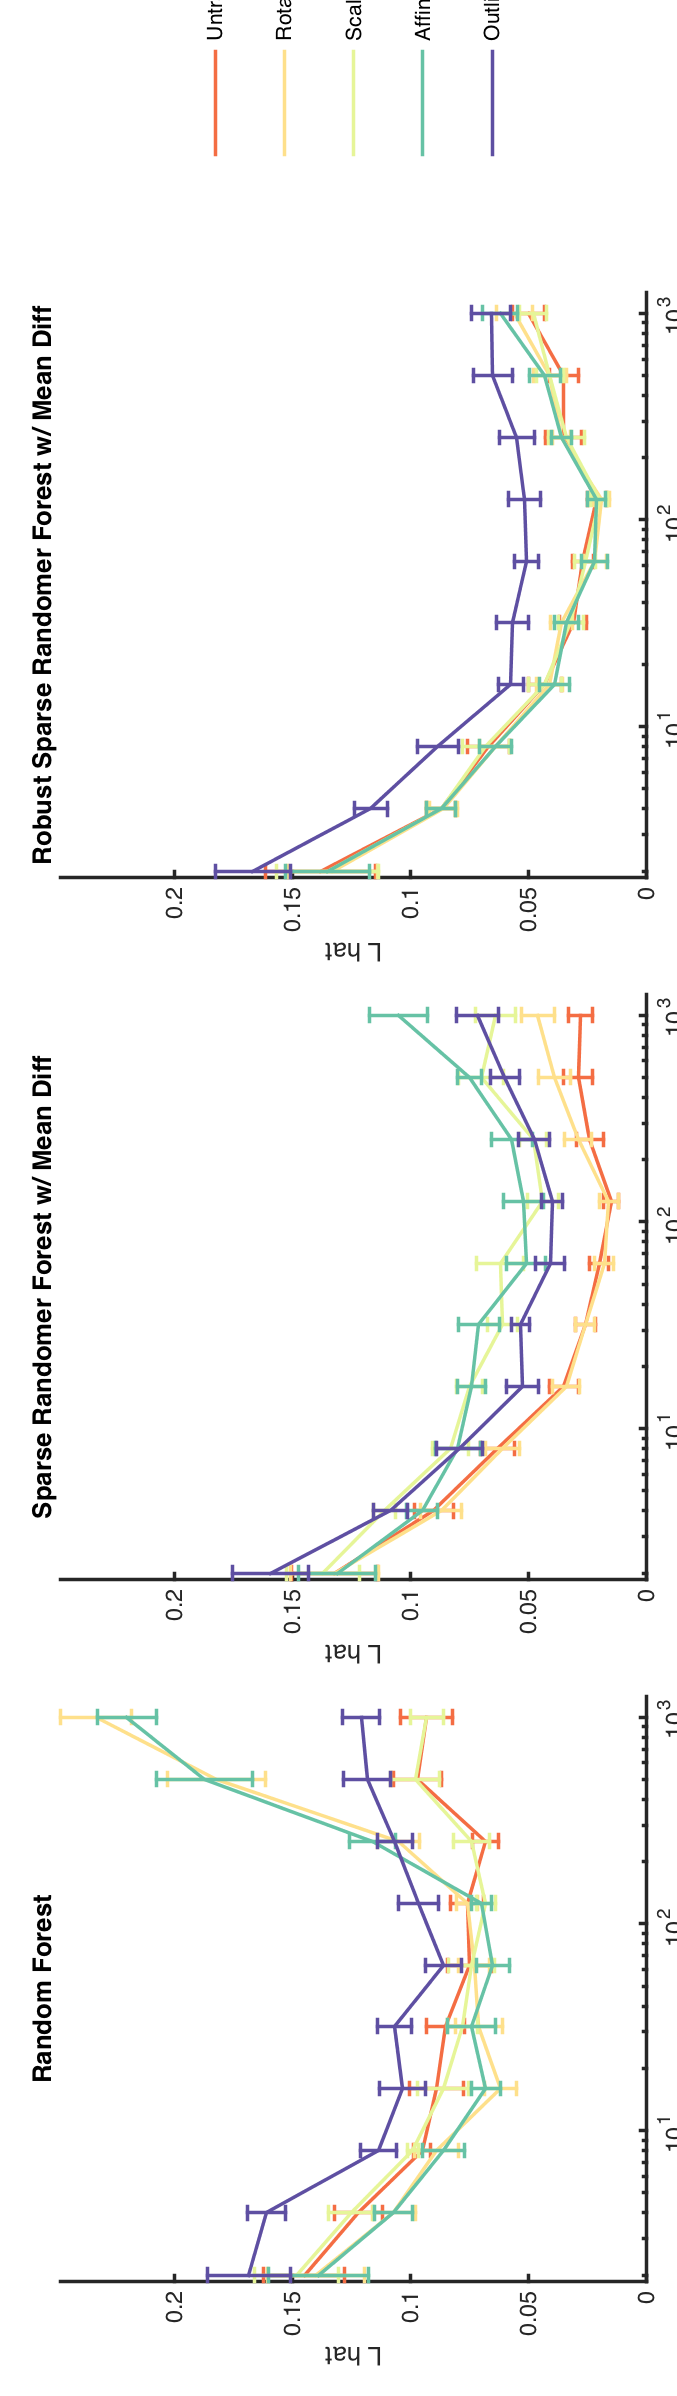 Random Forest
L hat
0
0.05
0.1
0.15
0.2
10^1
10^2
10^3
Sparse Randomer Forest w/ Mean Diff
L hat
0
0.05
0.1
0.15
0.2
10^1
10^2
10^3
Robust Sparse Randomer Forest w/ Mean Diff
L hat
0
0.05
0.1
0.15
0.2
10^1
10^2
10^3
Untr
Rota
Scal
Affin
Outli